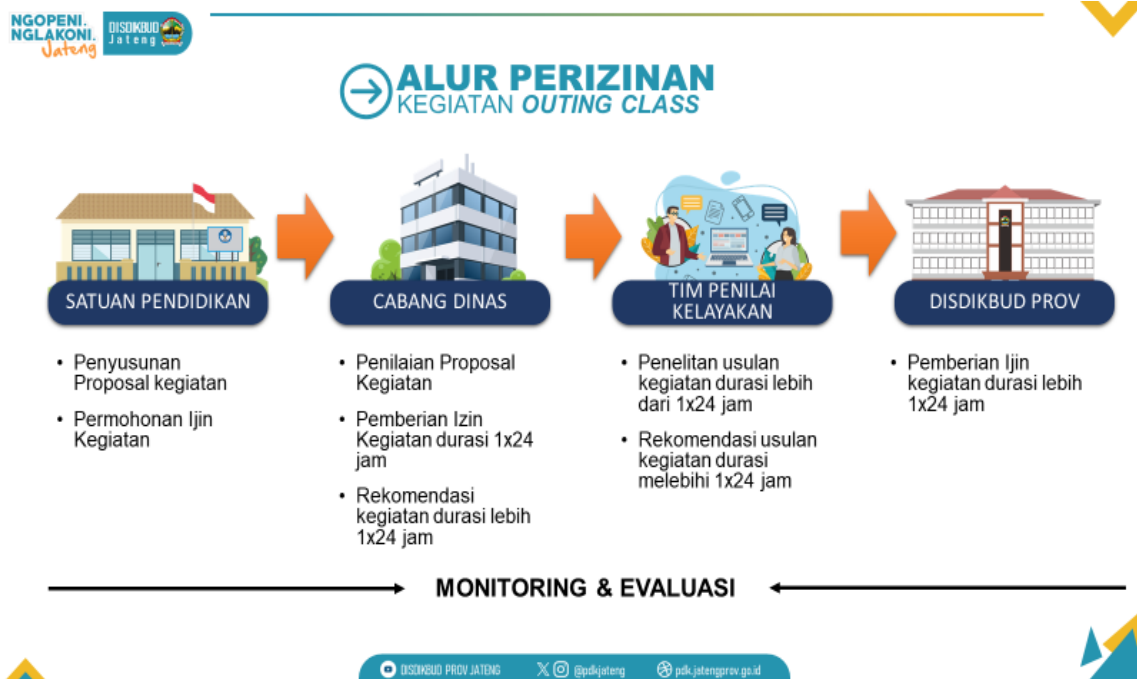 NGOPENI.
NGLAKONI.
Jateng
DISDIKBUD
Jateng
ALUR PERIZINAN
KEGIATAN OUTING CLASS
SATUAN PENDIDIKAN
• Penyusunan
Proposal kegiatan
• Permohonan Ijin
Kegiatan
CABANG DINAS
• Penilaian Proposal
Kegiatan
• Pemberian Izin
Kegiatan durasi 1x24
jam
• Rekomendasi
kegiatan durasi lebih
1x24 jam
TIM PENILAI
KELAYAKAN
• Penelitan usulan
kegiatan durasi lebih
dari 1x24 jam
• Rekomendasi usulan
kegiatan durasi
melebihi 1x24 jam
DISDIKBUD PROV
• Pemberian Ijin
kegiatan durasi lebih
1x24 jam
MONITORING & EVALUASI
DISDIKBUD PROV JATENG
@pdkjateng
pdk.jatengprov.go.id